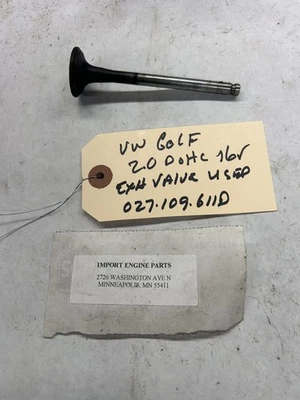 VW GOLF
2.0 DOHC 16V
EXH VALVE USED
027.109.611D
IMPORT ENGINE PARTS
2726 WASHINGTON AVE N
MINNEAPOLIS, MN 55411